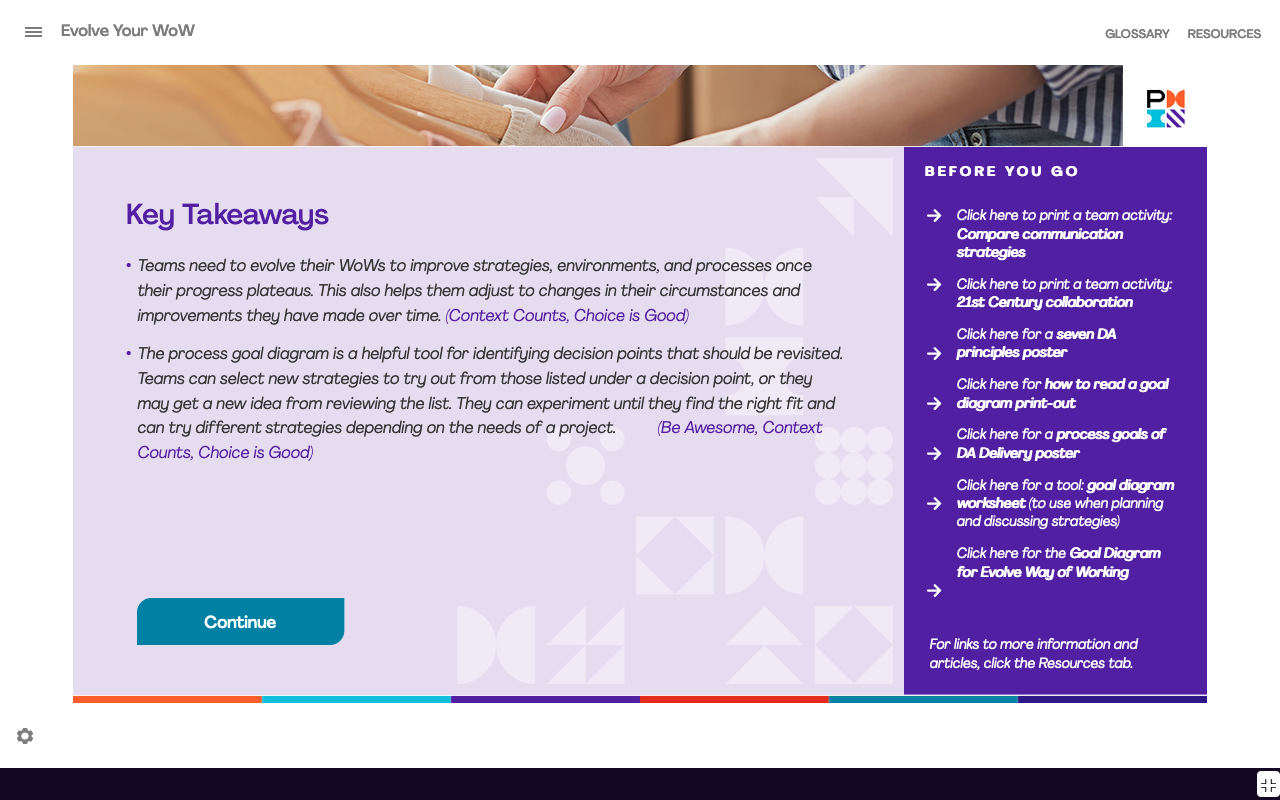 Evolve Your WoW
GLOSSARY RESOURCES
Key Takeaways
• Teams need to evolve their WoWs to improve strategies, environments, and processes once
their progress plateaus. This also helps them adjust to changes in their circumstances and
improvements they have made over time. (Context Counts, Choice is Good)
• The process goal diagram is a helpful tool for identifying decision points that should be revisited.
Teams can select new strategies to try out from those listed under a decision point, or they
may get a new idea from reviewing the list. They can experiment until they find the right fit and
can try different strategies depending on the needs of a project. (Be Awesome, Context
Counts, Choice is Good)
Continue
BEFORE YOU GO
Click here to print a team activity:
Compare communication
strategies
Click here to print a team activity:
21st Century collaboration
Click here for a seven DA
principles poster
Click here for how to read a goal
diagram print-out
Click here for a process goals of
DA Delivery poster
Click here for a tool: goal diagram
worksheet (to use when planning
and discussing strategies)
Click here for the Goal Diagram
for Evolve Way of Working
For links to more information and
articles, click the Resources tab.